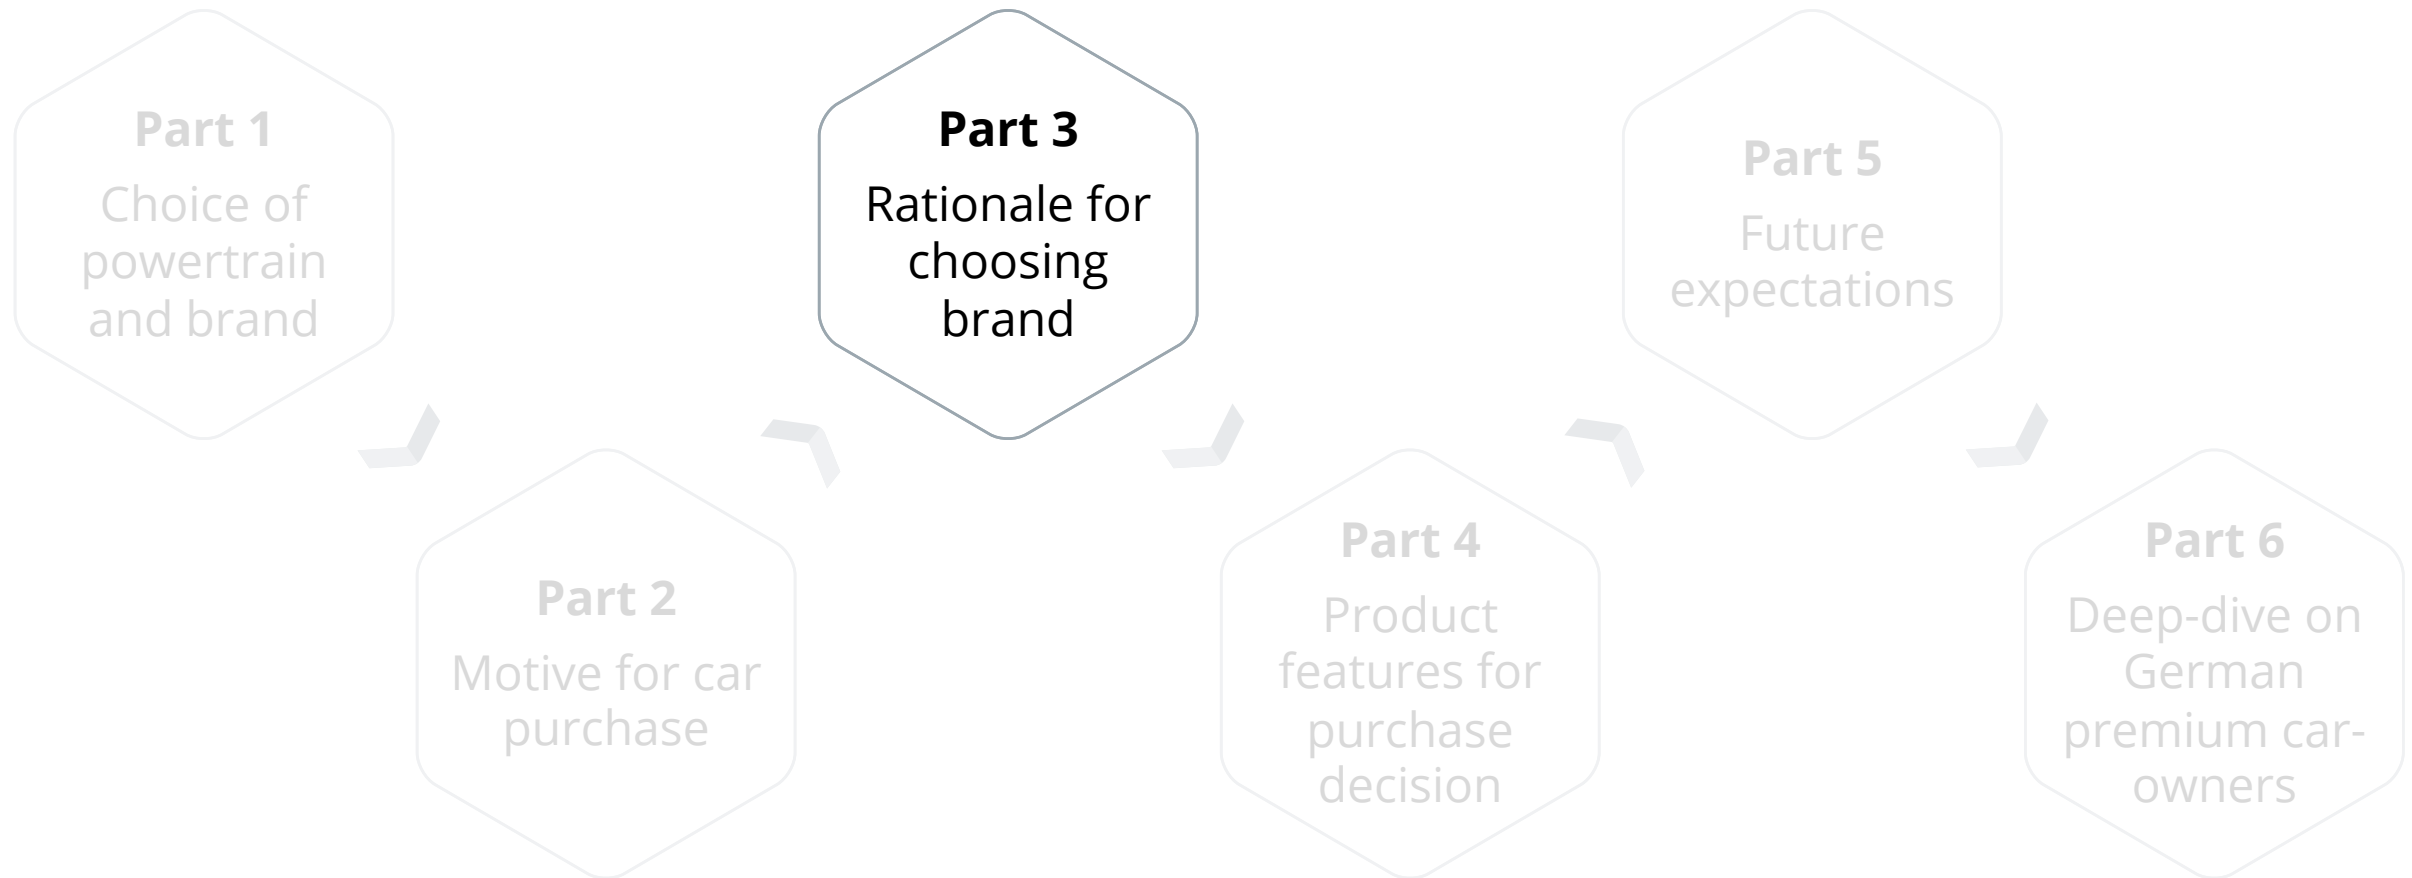 Part 1
Choice of
powertrain
and brand
Part 2
Motive for car
purchase
Part 3
Rationale for
choosing
brand
Part 4
Product
features for
purchase
decision
Part 5
Future
expectations
Part 6
Deep-dive on
German
premium car-
owners